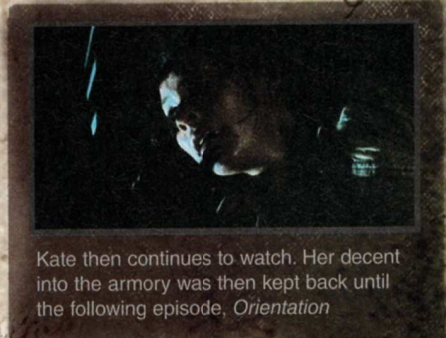 Kate then continues to watch. Her decent
into the armory was then kept back until
the following episode, Orientation